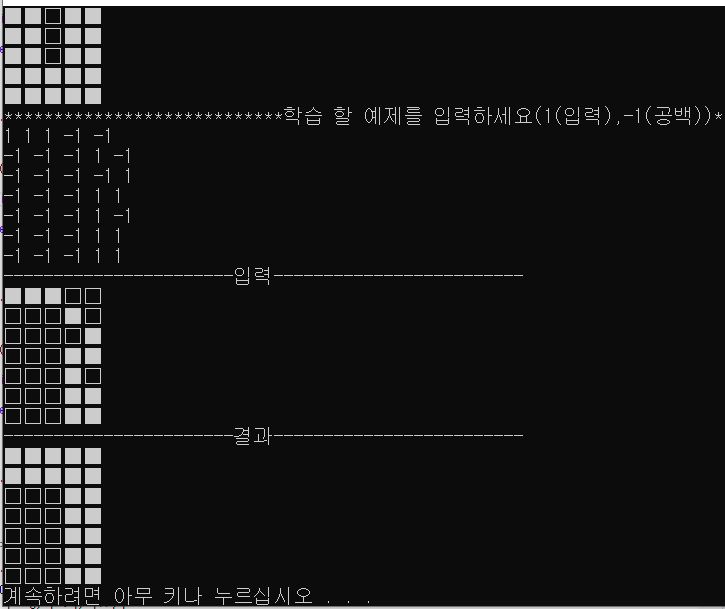 ***************************학습 할 예제를 입력하세요(1(입력),-1(공백))*
1 1 1 -1 -1
-1 -1 -1 1 -1
-1 -1 -1 -1 1
-1 -1 -1 1 1
-1 -1 -1 1 -1
-1 -1 -1 1 1
-1 -1 -1 1 1
-----------------------입력-------------------------
-----------------------결과-------------------------
계속하려면 아무 키나 누르십시오 . . .